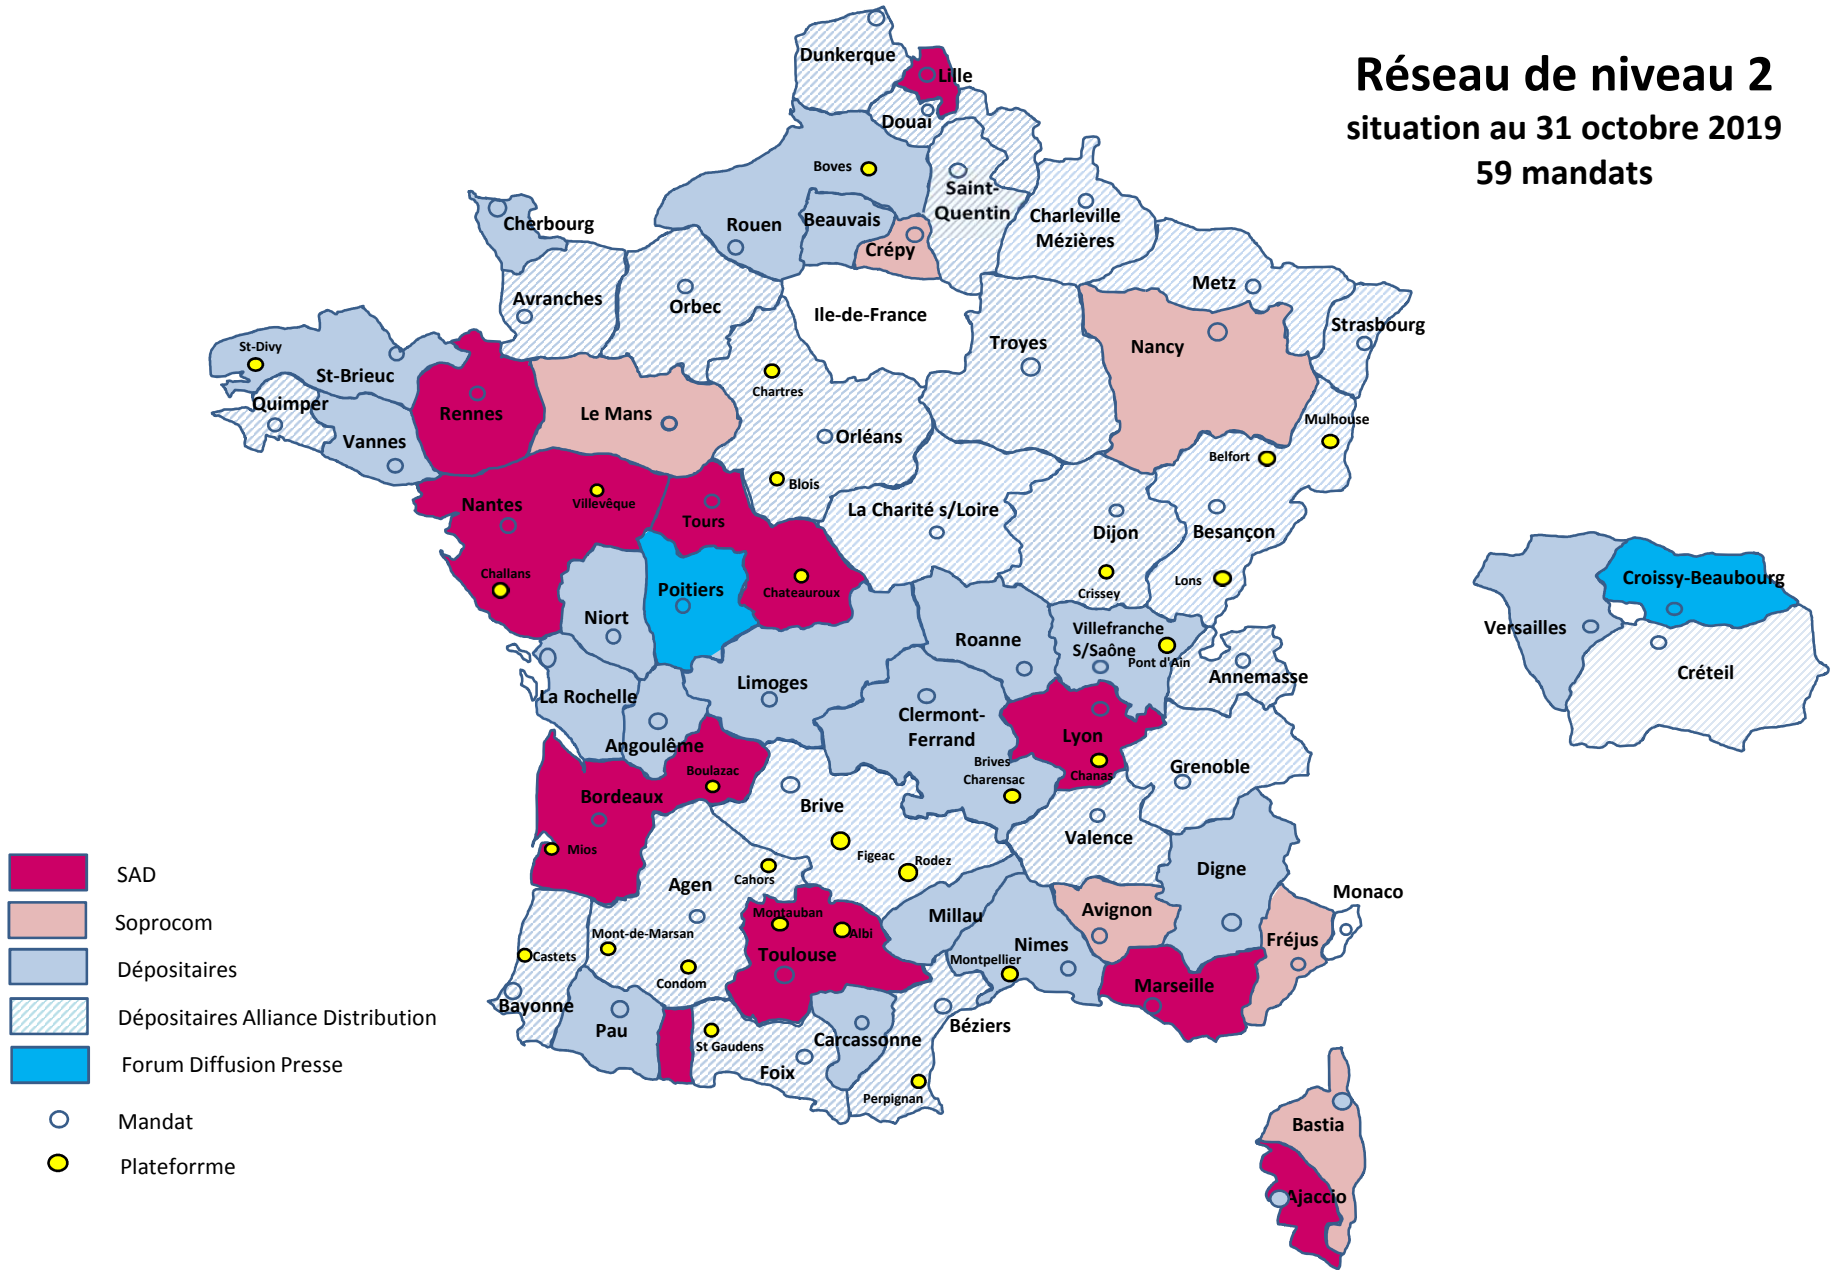 Réseau de niveau 2
situation au 31 octobre 2019
59 mandats
Dunkerque
Lille
Douai
Boves
Saint-
Quentin
Charleville
Mézières
Cherbourg
Rouen
Beauvais
Crépy
Avranches
Orbec
Ile-de-France
Metz
Strasbourg
Troyes
Nancy
St-Divy
St-Brieuc
Quimper
Vannes
Rennes
Le Mans
Chartres
Orléans
Blois
Mulhouse
Belfort
Nantes
Villevêque
Tours
La Charité s/Loire
Dijon
Besançon
Challans
Niort
Poitiers
Chateauroux
Crissey
Lons
Croissy-Beaubourg
Versailles
Créteil
Roanne
Villefranche
S/Saône
Pont d'Ain
Annemasse
La Rochelle
Limoges
Clermont-
Ferrand
Lyon
Angoulême
Boulazac
Brives
Charensac
Chanas
Grenoble
Bordeaux
Brive
Valence
Mios
Figeac
Rodez
Digne
Agen
Cahors
Monaco
Montauban
Albi
Millau
Avignon
Fréjus
Mont-de-Marsan
Toulouse
Nimes
Montpellier
Castets
Condom
Marseille
Bayonne
Pau
St Gaudens
Foix
Carcassonne
Béziers
Perpignan
Bastia
Ajaccio
SAD
Soprocom
Dépositaires
Dépositaires Alliance Distribution
Forum Diffusion Presse
Mandat
Plateforrme